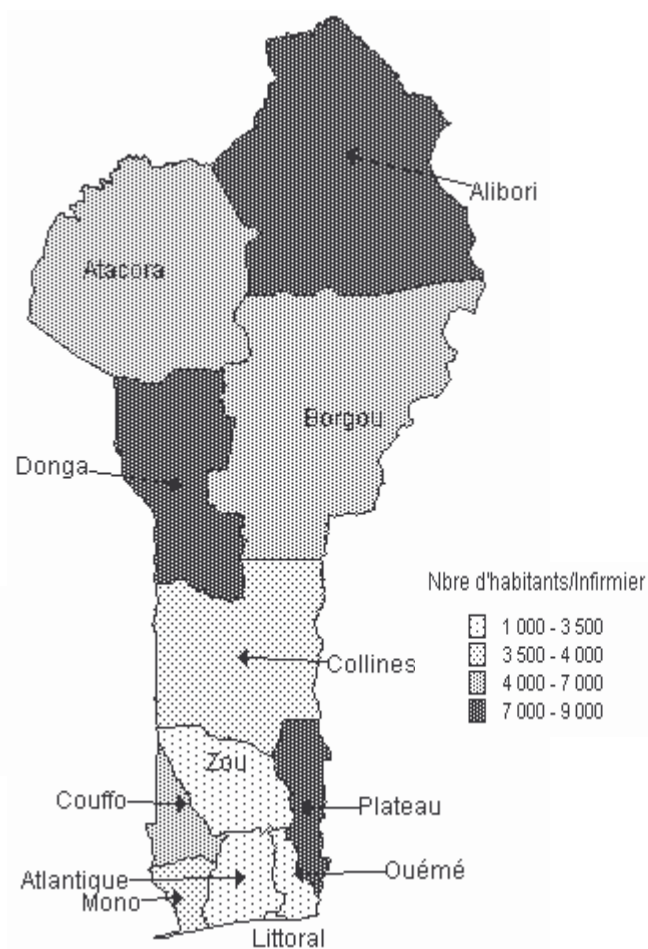 Alibori
Atacora
Borgou
Donga
Nbre d'habitants/Infirmier
1 000 - 3 500
3 500 - 4 000
4 000 - 7 000
7 000 - 9 000
Collines
Zou
Couffo
Plateau
Ouémé
Atlantique
Mono
Littoral